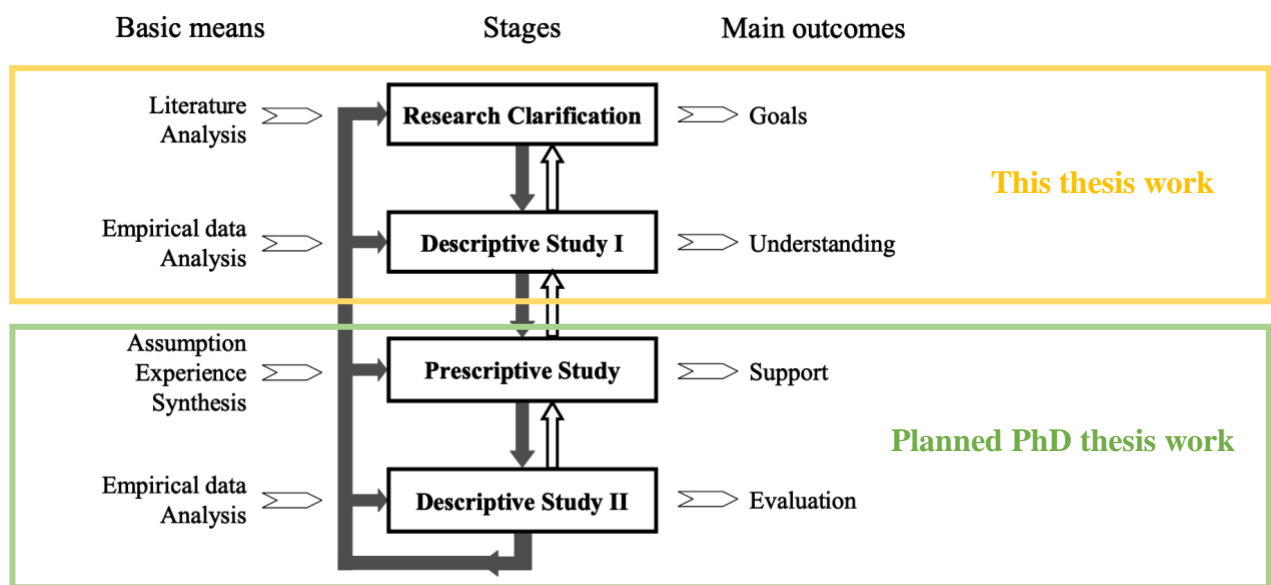 Basic means
Stages
Main outcomes
Literature
Analysis
Research Clarification
Goals
This thesis work
Empirical data
Analysis
Descriptive Study I
Understanding
Assumption
Experience
Synthesis
Prescriptive Study
Support
Planned PhD thesis work
Empirical data
Analysis
Descriptive Study II
Evaluation